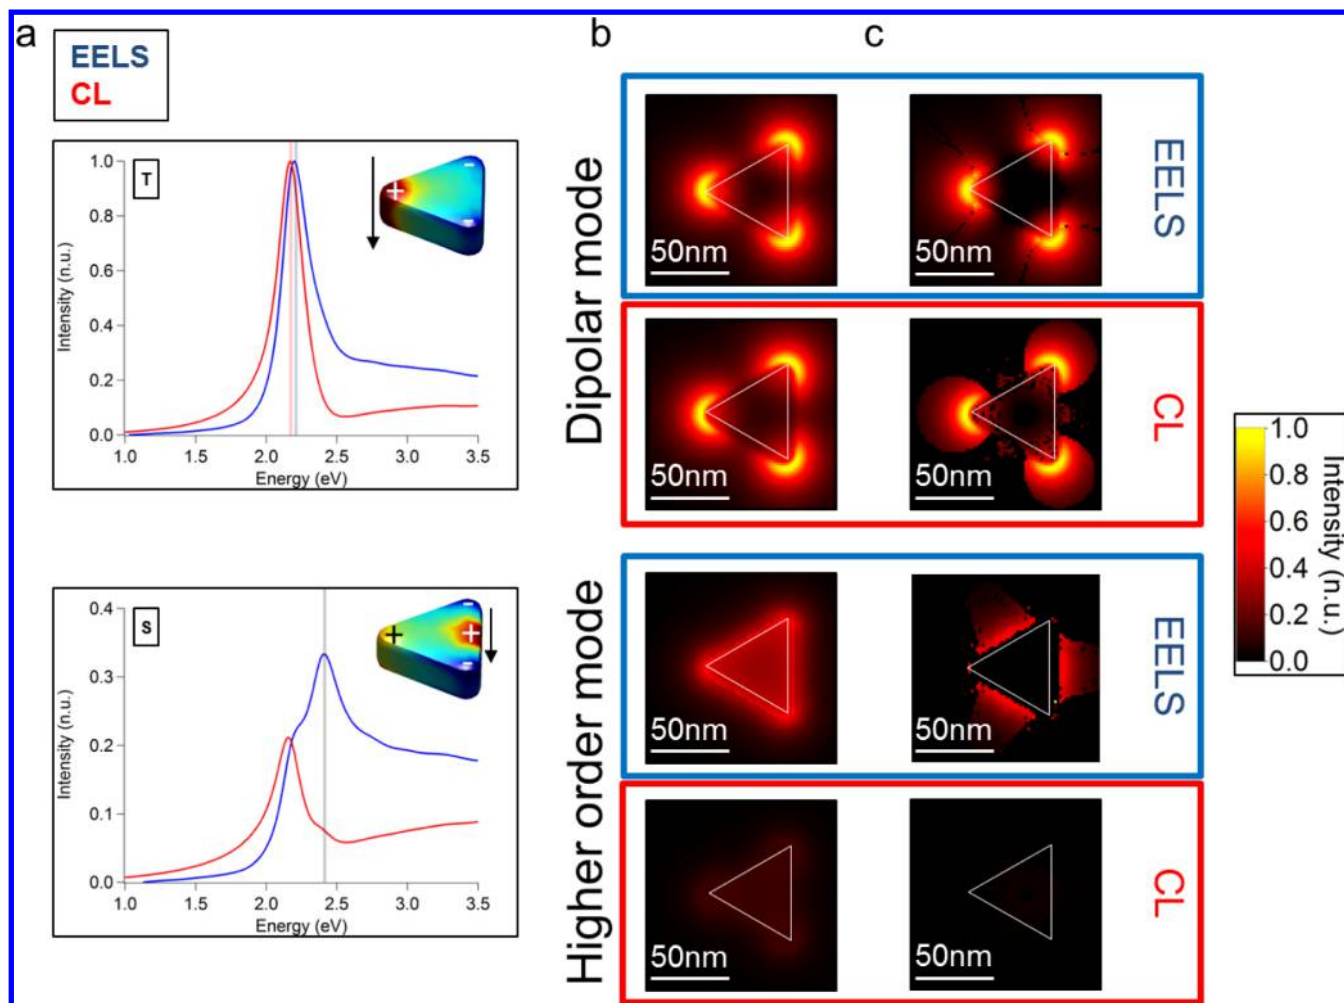 a
EELS
CL
T
1.0
0.8
0.6
0.4
0.2
0.0
Intensity (n.u.)
+
-
-
1.0 1.5 2.0 2.5 3.0 3.5
Energy (eV)
S
0.4
0.3
0.2
0.1
0.0
Intensity (n.u.)
-
+ +
-
1.0 1.5 2.0 2.5 3.0 3.5
Energy (eV)
b c
Dipolar mode
50nm 50nm
EELS
50nm 50nm
CL
Higher order mode
50nm 50nm
EELS
50nm 50nm
CL
1.0
0.8
0.6
0.4
0.2
0.0
Intensity (n.u.)